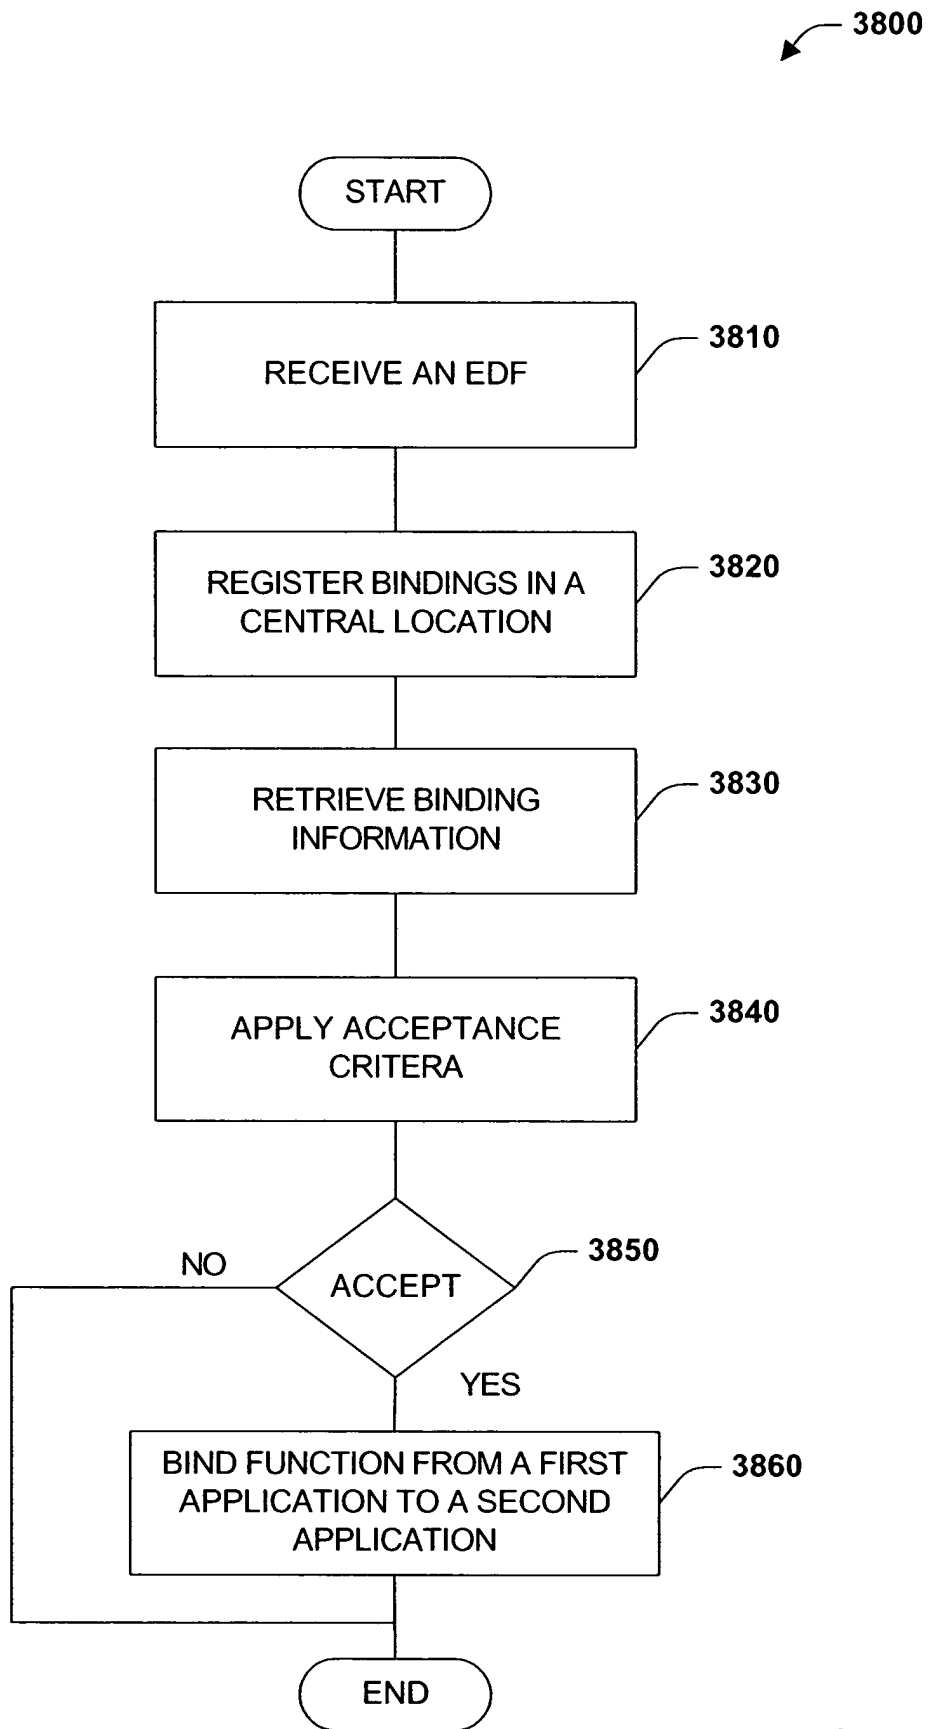 3800
START
RECEIVE AN EDF
3810
REGISTER BINDINGS IN A
CENTRAL LOCATION
3820
RETRIEVE BINDING
INFORMATION
3830
APPLY ACCEPTANCE
CRITERA
3840
NO
ACCEPT
3850
YES
BIND FUNCTION FROM A FIRST
APPLICATION TO A SECOND
APPLICATION
3860
END